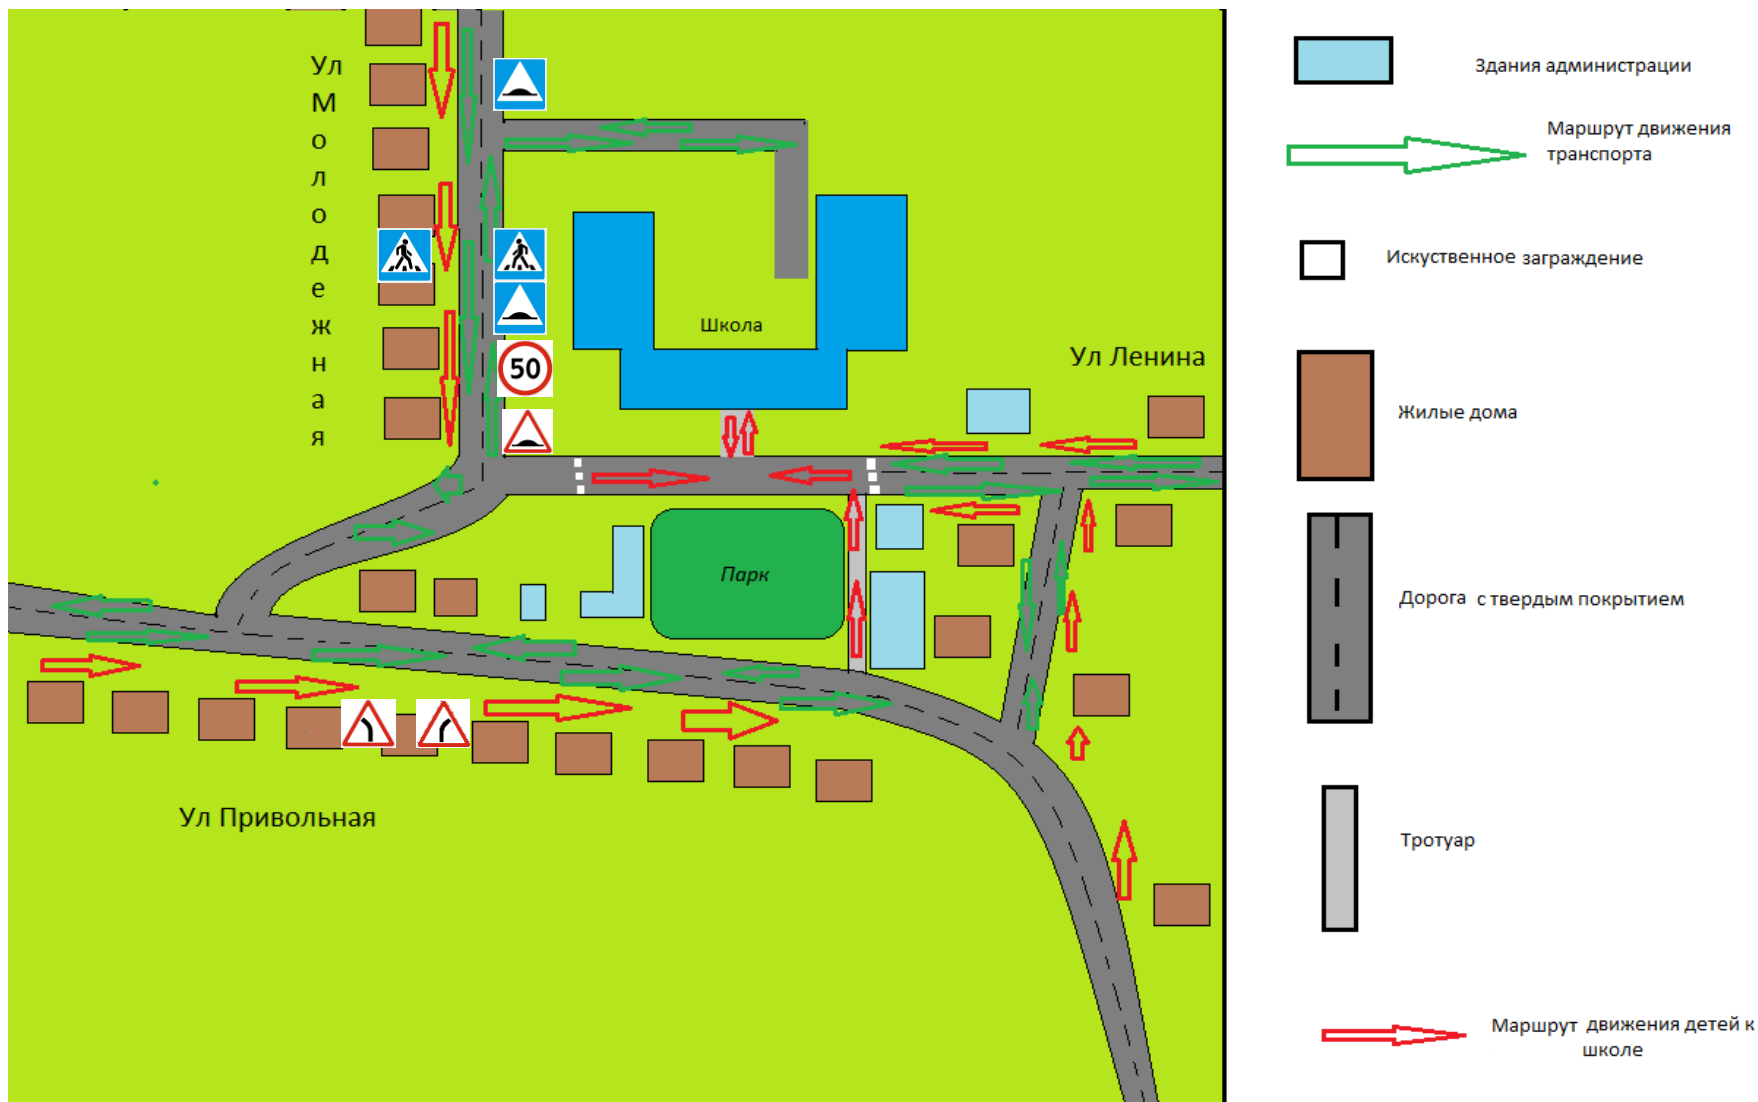 Ул
М
о
л
о
д
е
ж
н
а
я
50
Школа
Ул Ленина
Парк
Ул Привольная
Здания администрации
Маршрут движения
транспорта
Искуственное заграждение
Жилые дома
Дорога с твердым покрытием
Тротуар
Маршрут движения детей к
школе